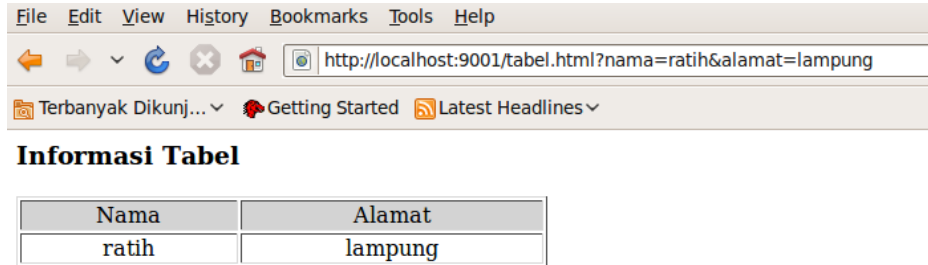 File Edit View History Bookmarks Tools Help
http://localhost:9001/tabel.html?nama=ratih&alamat=lampung
Terbanyak Dikunj... Getting Started Latest Headlines
Informasi Tabel
Nama Alamat
ratih lampung